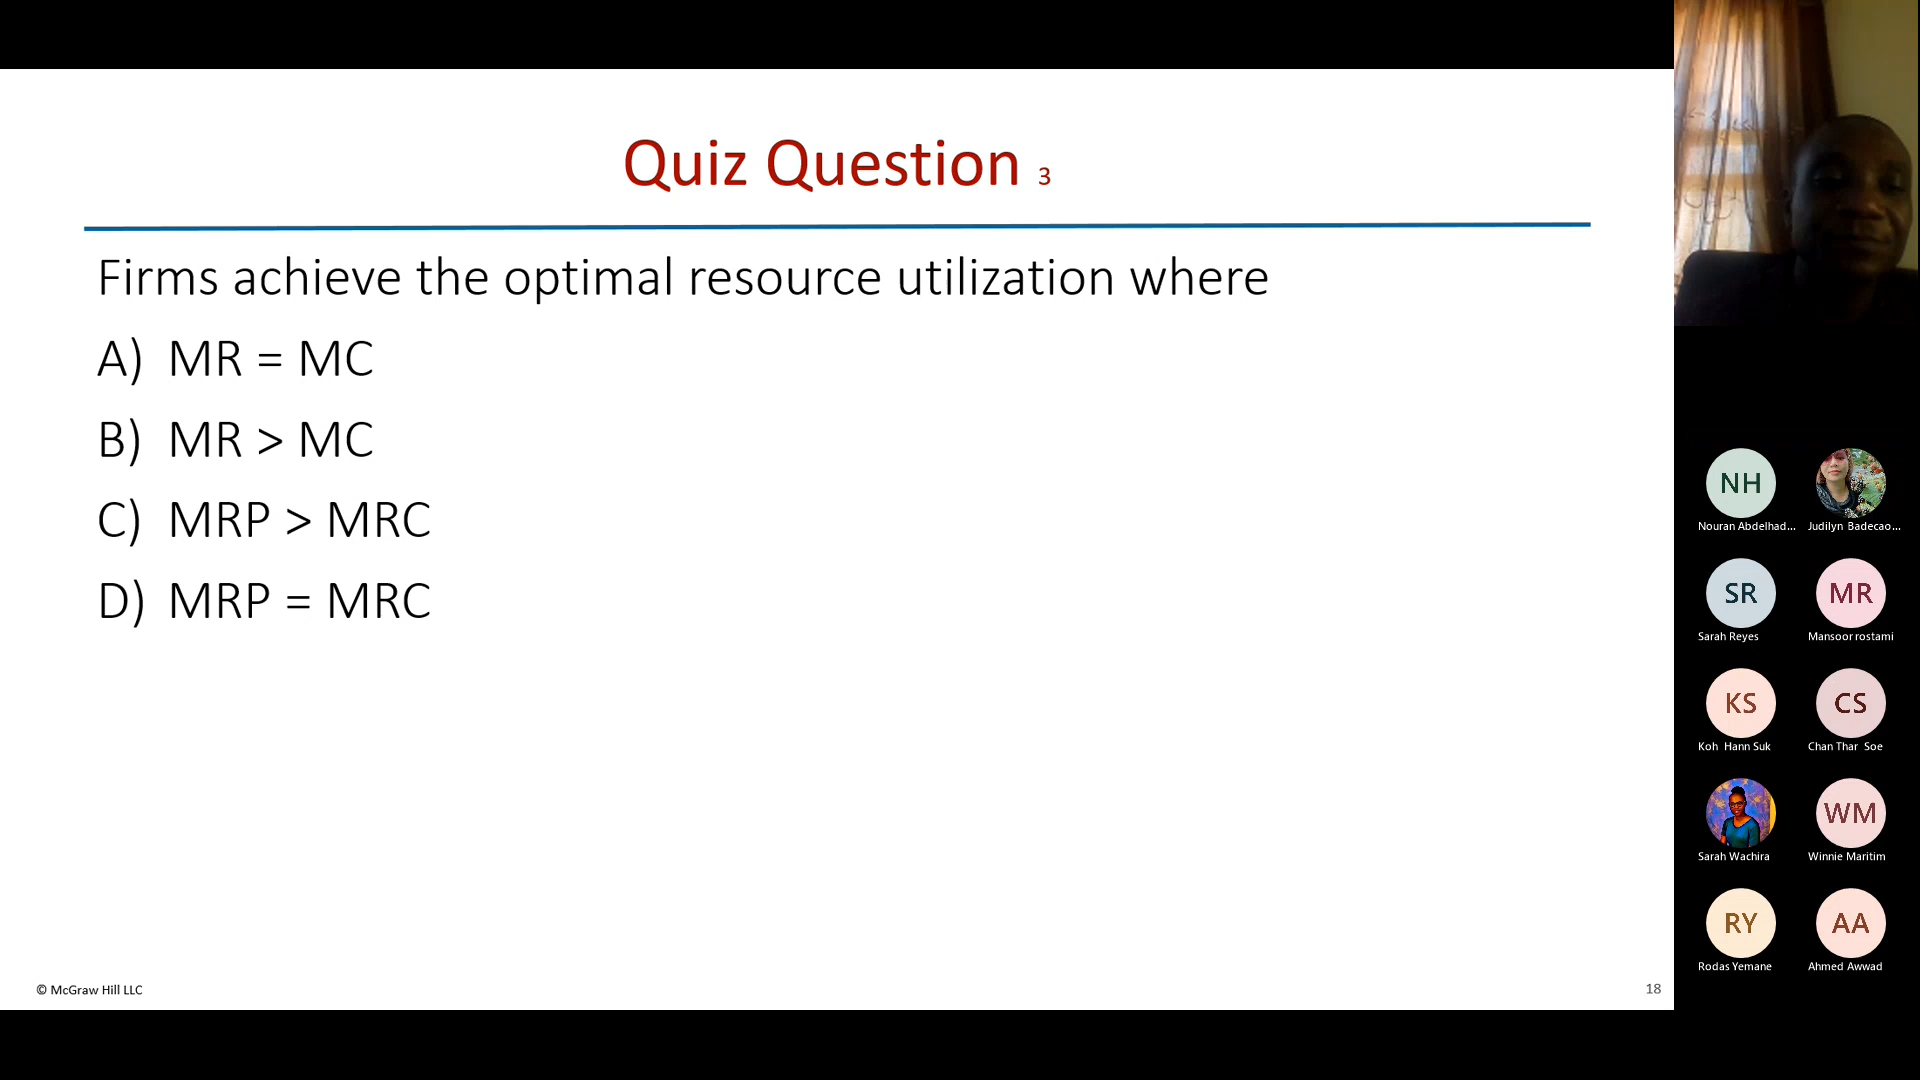 Quiz Question 3
Firms achieve the optimal resource utilization where
A) MR = MC
B) MR > MC
C) MRP > MRC
D) MRP = MRC
© McGraw Hill LLC
18
NH
Nouran Abdelhad...
Judilyn Badecao...
SR
Sarah Reyes
MR
Mansoor rostami
KS
Koh Hann Suk
CS
Chan Thar Soe
Sarah Wachira
WM
Winnie Maritim
RY
Rodas Yemane
AA
Ahmed Awwad